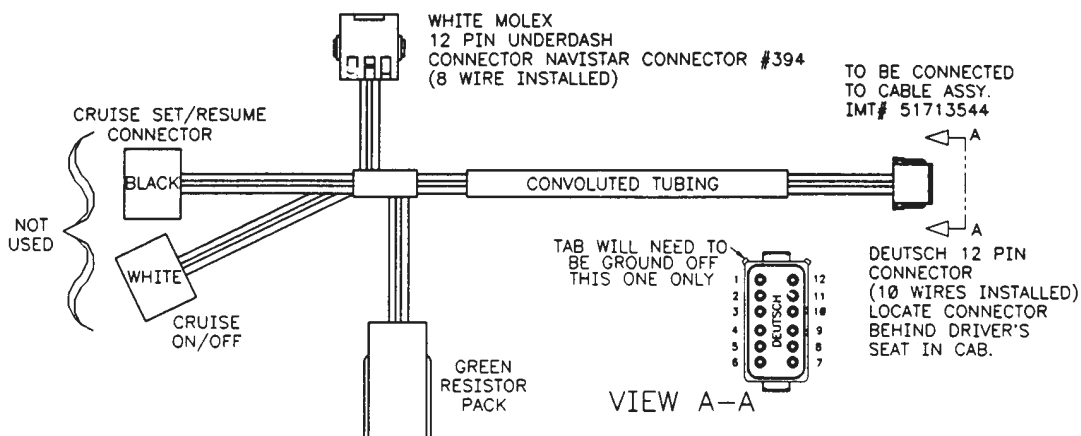 WHITE MOLEX
12 PIN UNDERDASH
CONNECTOR NAVISTAR CONNECTOR #394
(8 WIRE INSTALLED)
TO BE CONNECTED
TO CABLE ASSY.
IMT# 51713544
CRUISE SET/RESUME
CONNECTOR
A
BLACK
CONVOLUTED TUBING
NOT
USED
A
WHITE
CRUISE
ON/OFF
TAB WILL NEED TO
BE GROUND OFF
THIS ONE ONLY
DEUTSCH 12 PIN
CONNECTOR
(10 WIRES INSTALLED)
LOCATE CONNECTOR
BEHIND DRIVER'S
SEAT IN CAB.
1 12
2 11
3 10
4 9
5 8
6 7
DEUTSCH
GREEN
RESISTOR
PACK
VIEW A-A